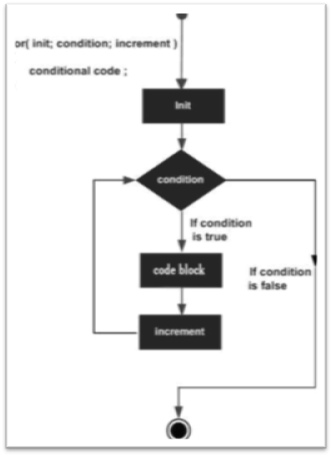 or( init; condition; increment )
conditional code ;
Init
condition
If condition
is true
code block
If condition
is false
increment